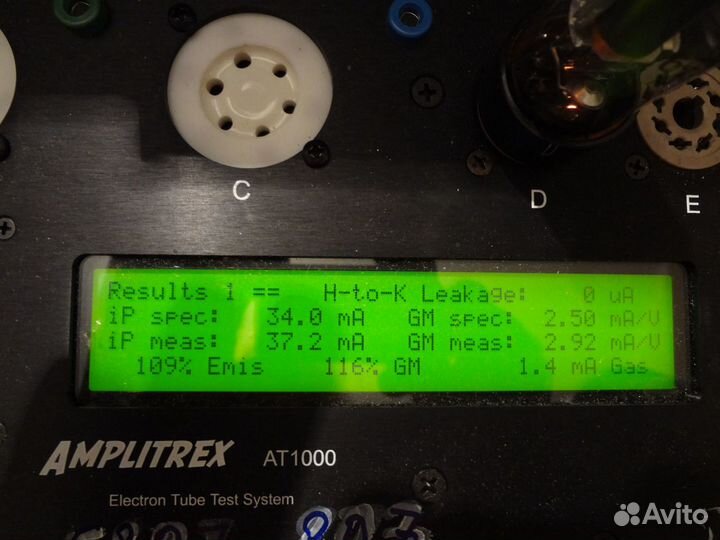 C
D
E
Results 1 == H-to-K Leakage: 0 uA
iP spec: 34.0 mA GM spec: 2.50 mA/V
iP meas: 37.2 mA GM meas: 2.92 mA/V
109% Emis 116% GM 1.4 mA Gas
AMPLITREX AT1000
Electron Tube Test System
Avito